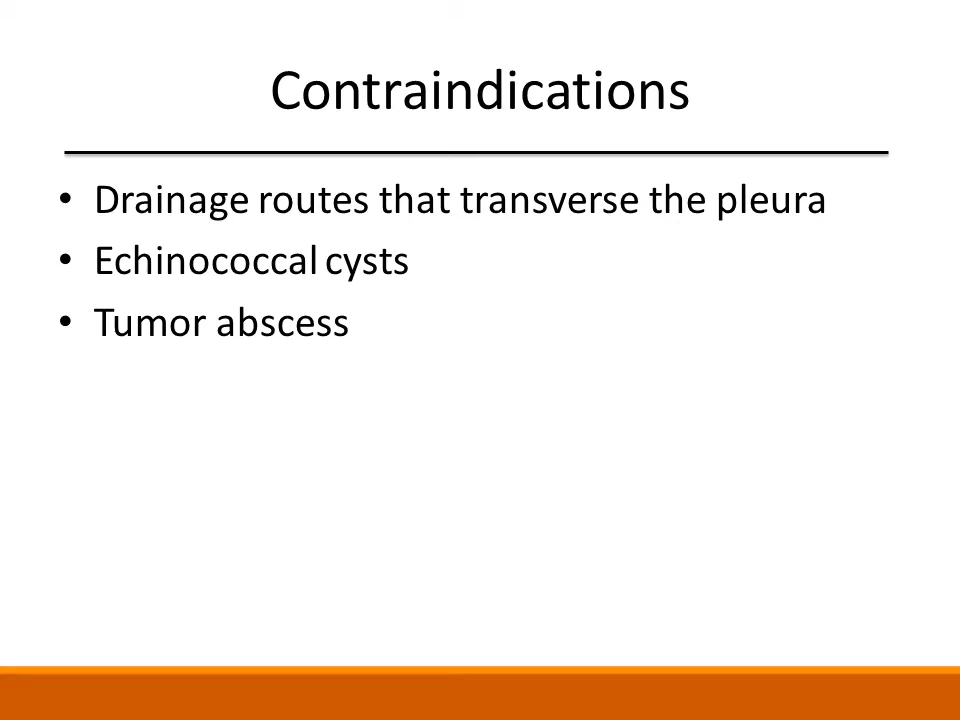 Contraindications
• Drainage routes that transverse the pleura
• Echinococcal cysts
• Tumor abscess